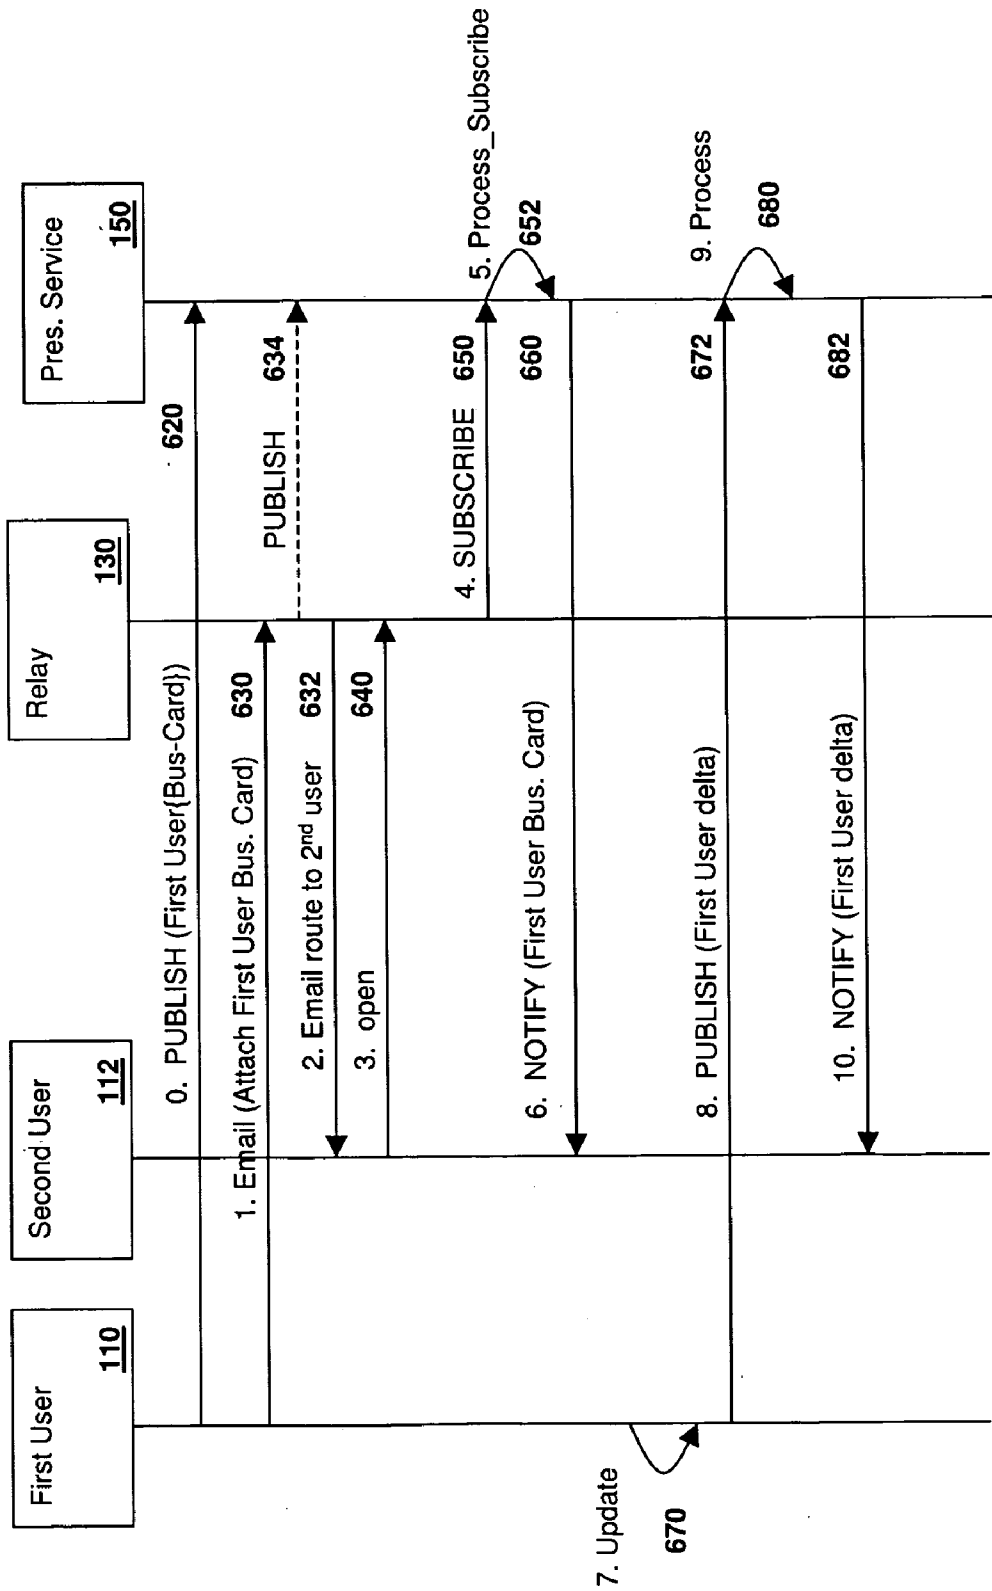 First User
110
Second User
112
Relay
130
Pres. Service
150
0. PUBLISH (First User{Bus-Card})
620
1. Email (Attach First User Bus. Card)
630
PUBLISH
634
2. Email route to 2nd user
632
3. open
640
4. SUBSCRIBE
650
5. Process_Subscribe
652
6. NOTIFY (First User Bus. Card)
660
7. Update
670
8. PUBLISH (First User delta)
672
9. Process
680
10. NOTIFY (First User delta)
682